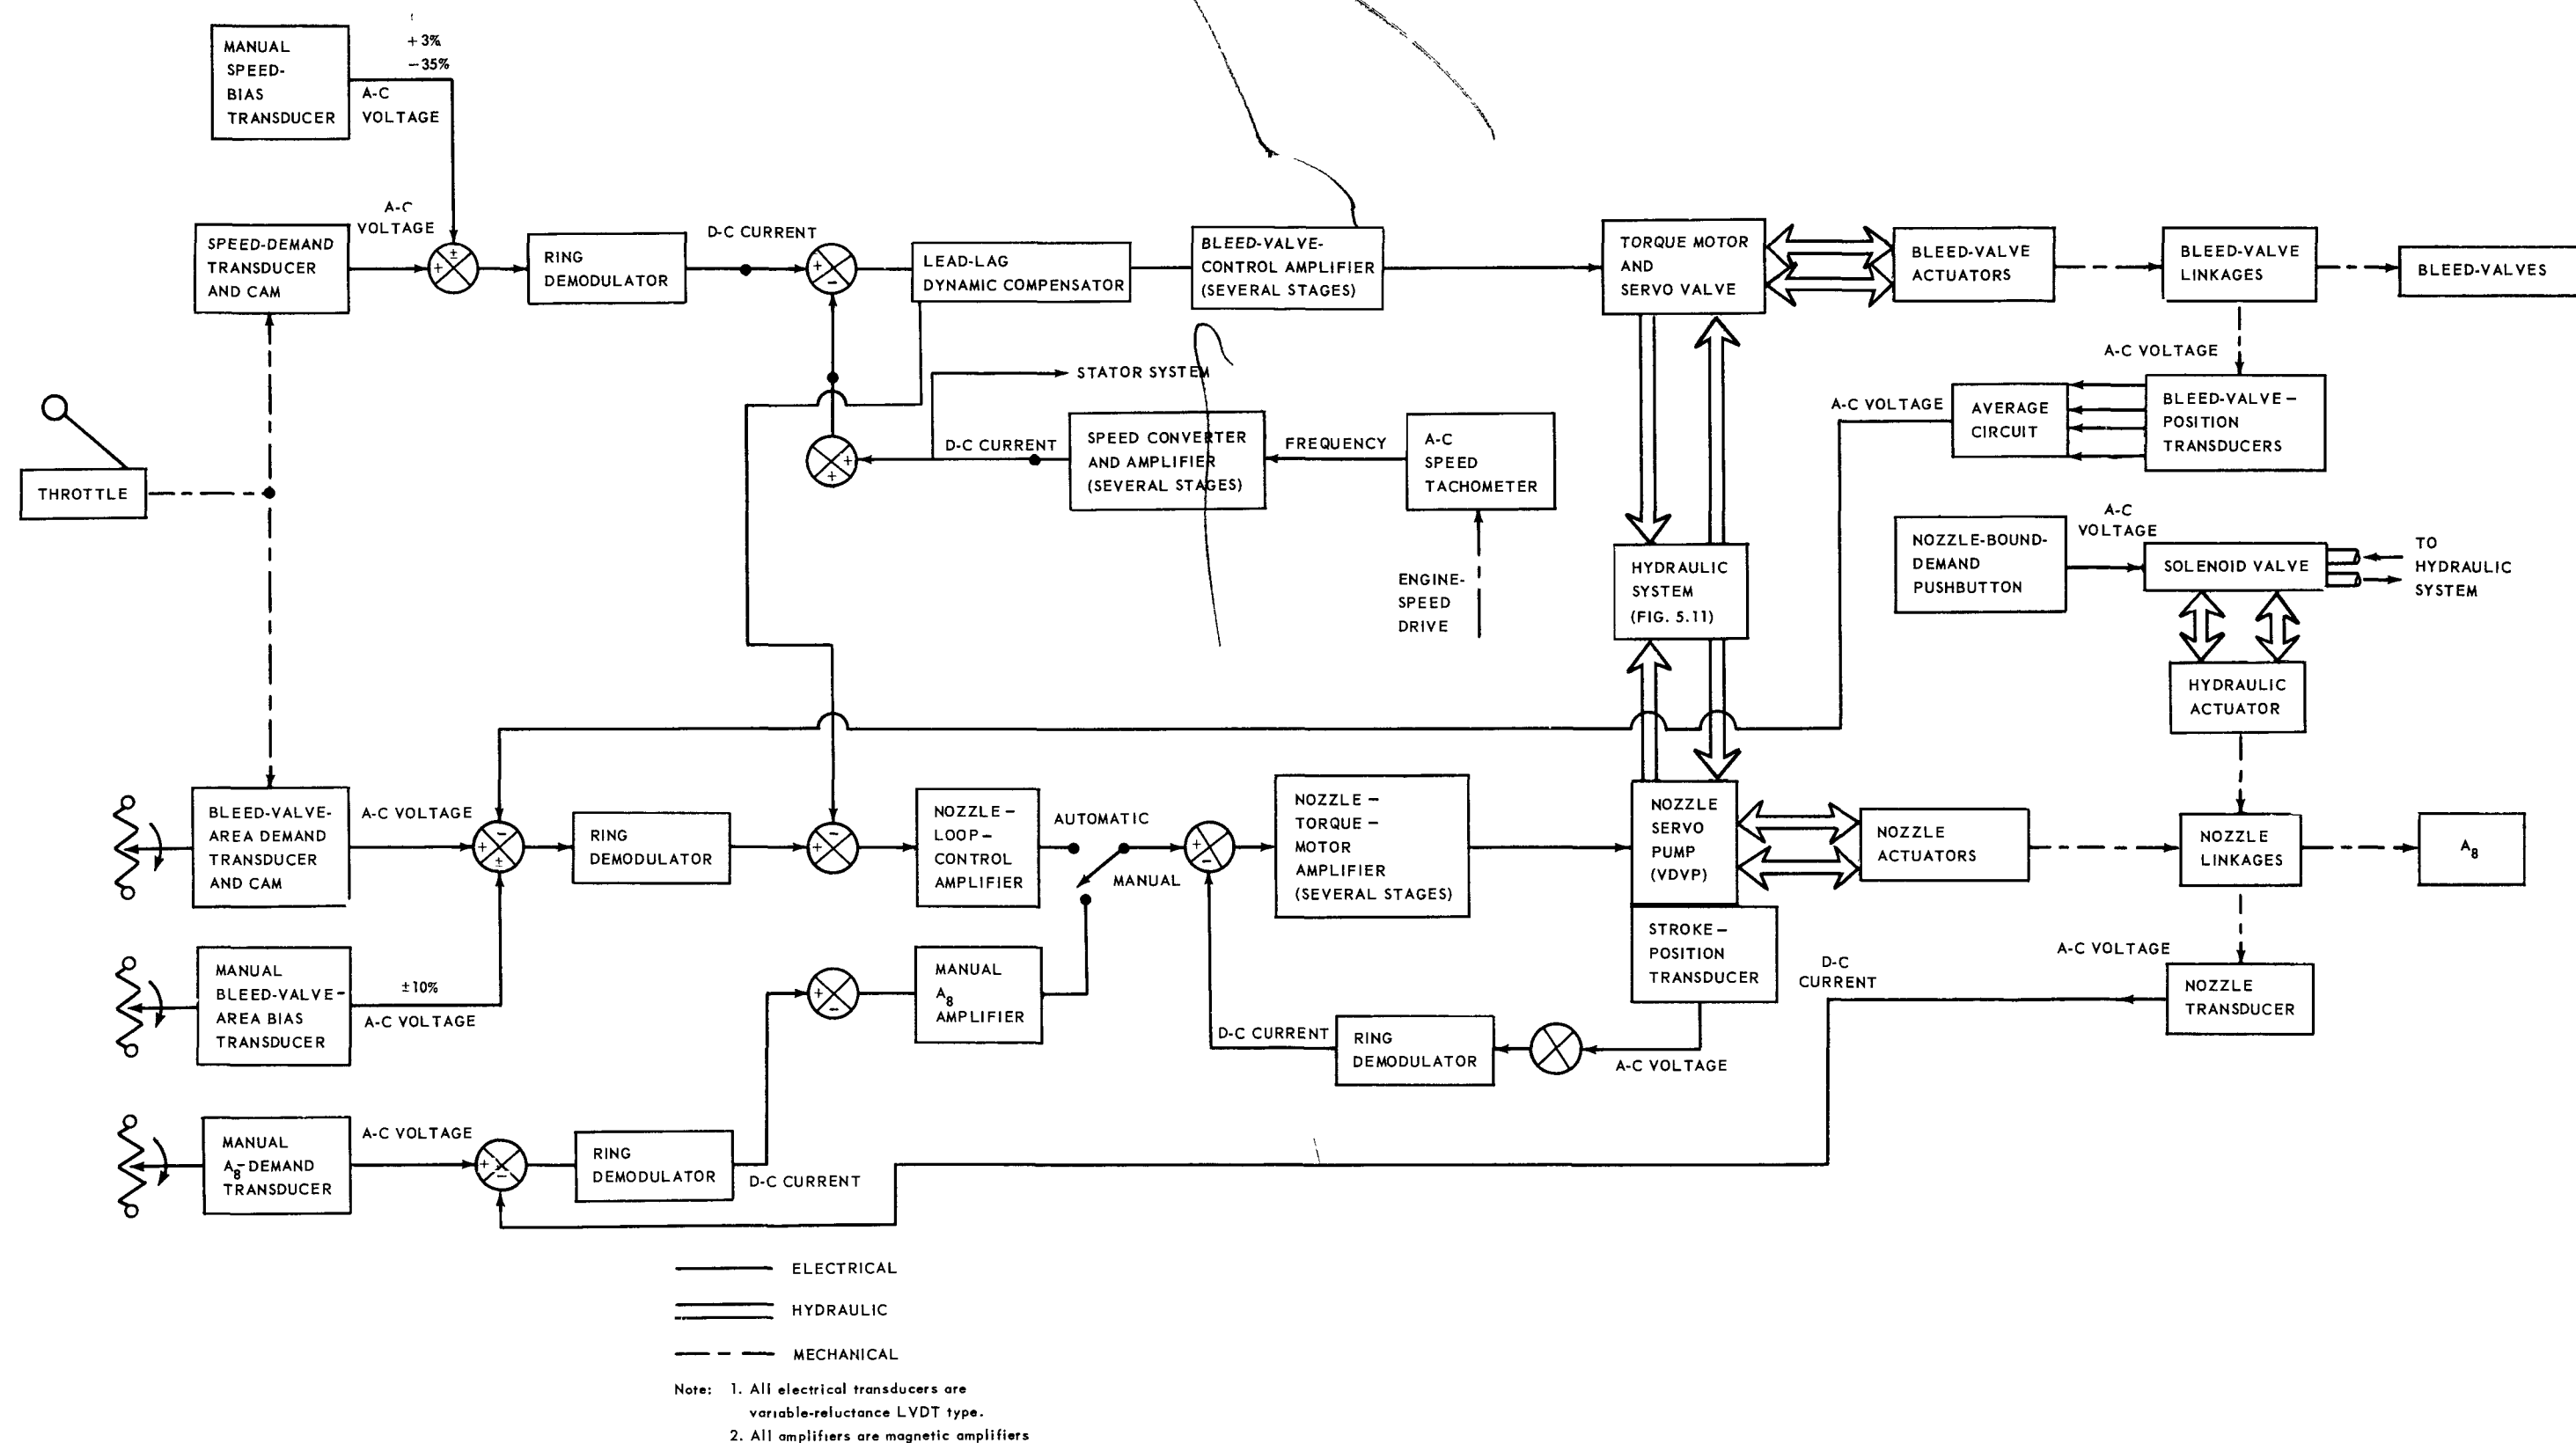 MANUAL
SPEED-
BIAS
TRANSDUCER
+3%
−35%
A-C
VOLTAGE
A-C
VOLTAGE
SPEED-DEMAND
TRANSDUCER
AND CAM
+
±
RING
DEMODULATOR
D-C CURRENT
+
-
LEAD-LAG
DYNAMIC COMPENSATOR
BLEED-VALVE-
CONTROL AMPLIFIER
(SEVERAL STAGES)
TORQUE MOTOR
AND
SERVO VALVE
BLEED-VALVE
ACTUATORS
BLEED-VALVE
LINKAGES
BLEED-VALVES
THROTTLE
STATOR SYSTEM
+
+
D-C CURRENT
SPEED CONVERTER
AND AMPLIFIER
(SEVERAL STAGES)
FREQUENCY
A-C
SPEED
TACHOMETER
ENGINE-
SPEED
DRIVE
HYDRAULIC
SYSTEM
(FIG. 5.11)
A-C VOLTAGE
A-C VOLTAGE
AVERAGE
CIRCUIT
BLEED-VALVE−
POSITION
TRANSDUCERS
NOZZLE-BOUND-
DEMAND
PUSHBUTTON
A-C
VOLTAGE
SOLENOID VALVE
TO
HYDRAULIC
SYSTEM
HYDRAULIC
ACTUATOR
BLEED-VALVE-
AREA DEMAND
TRANSDUCER
AND CAM
A-C VOLTAGE
-
+
±
RING
DEMODULATOR
-
+
NOZZLE−
LOOP−
CONTROL
AMPLIFIER
AUTOMATIC
MANUAL
+
-
NOZZLE−
TORQUE−
MOTOR
AMPLIFIER
(SEVERAL STAGES)
NOZZLE
SERVO
PUMP
(VDVP)
NOZZLE
ACTUATORS
NOZZLE
LINKAGES
A8
MANUAL
BLEED-VALVE−
AREA BIAS
TRANSDUCER
±10%
A-C VOLTAGE
+
-
MANUAL
A8
AMPLIFIER
STROKE−
POSITION
TRANSDUCER
D-C CURRENT
RING
DEMODULATOR
A-C VOLTAGE
D-C
CURRENT
A-C VOLTAGE
NOZZLE
TRANSDUCER
MANUAL
A8-DEMAND
TRANSDUCER
A-C VOLTAGE
+
-
RING
DEMODULATOR
D-C CURRENT
ELECTRICAL
HYDRAULIC
MECHANICAL
Note: 1. All electrical transducers are
variable-reluctance LVDT type.
2. All amplifiers are magnetic amplifiers